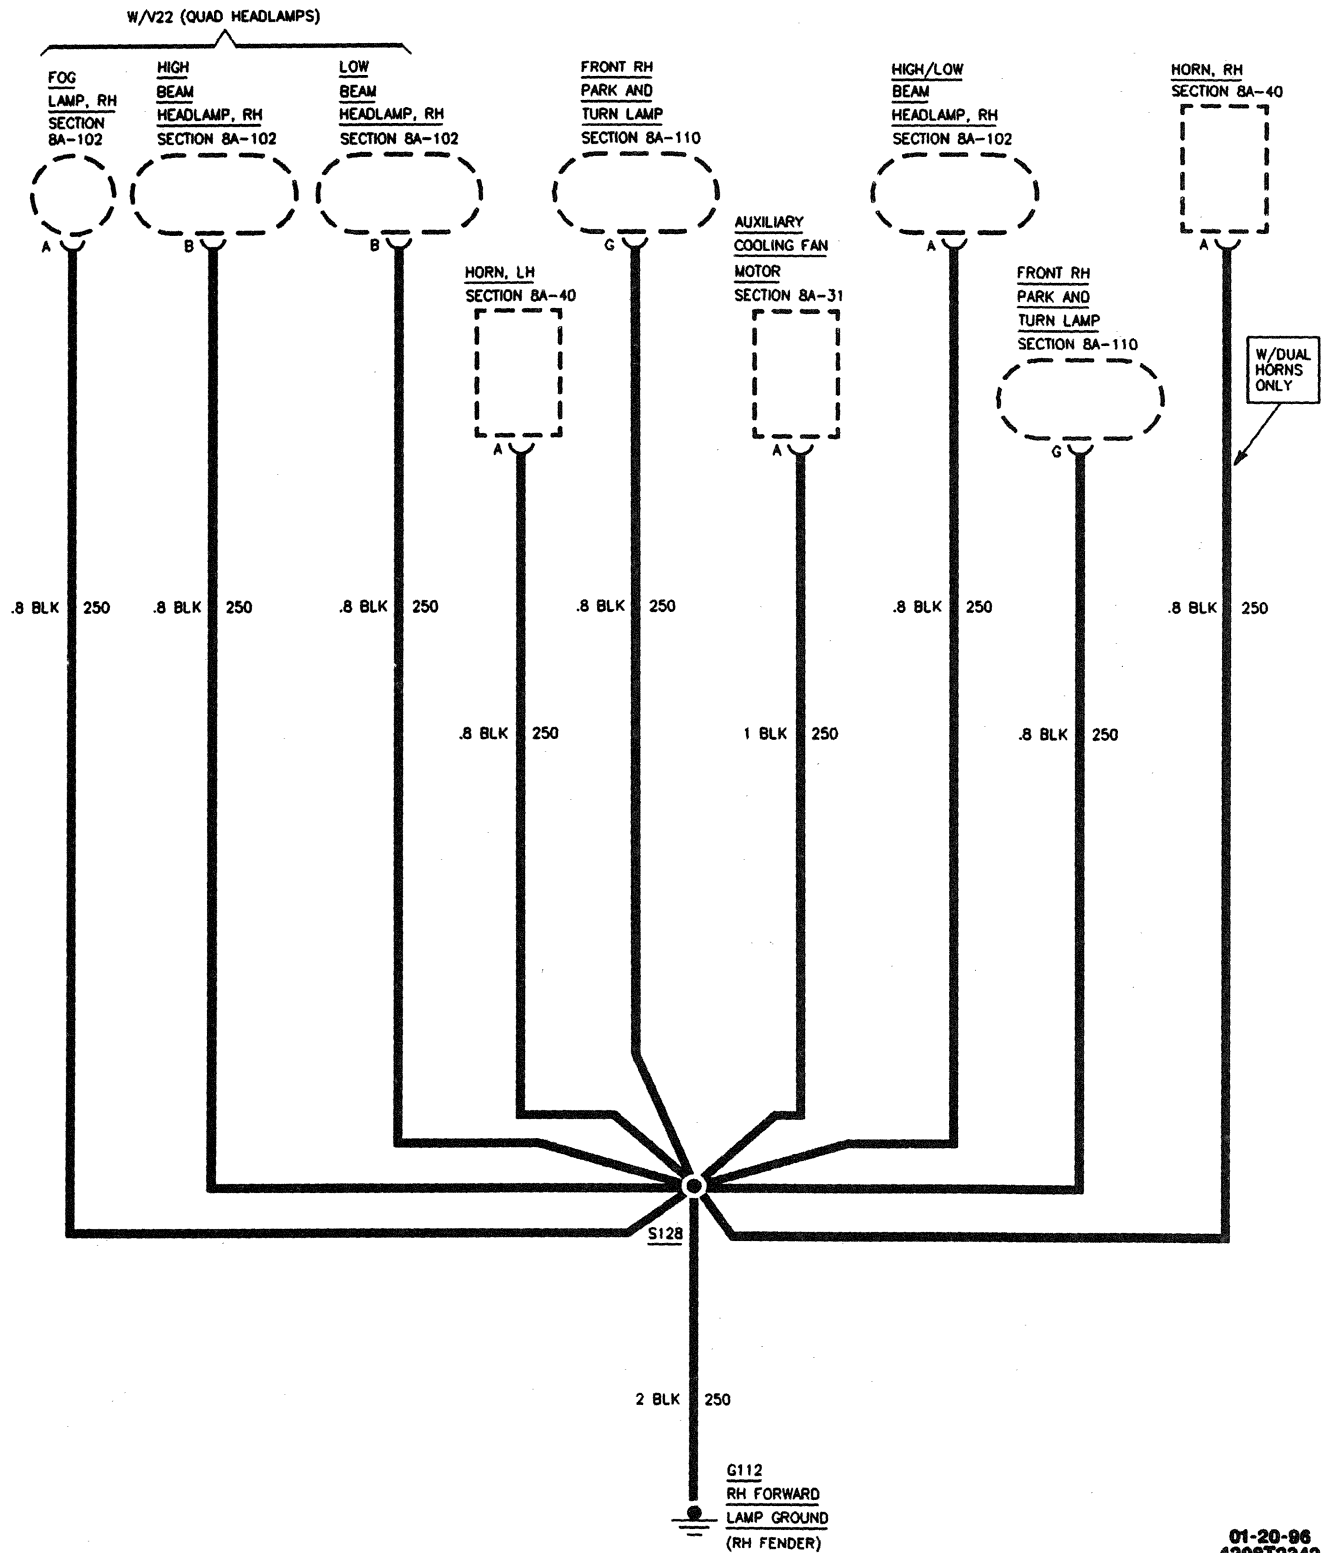 W/V22 (QUAD HEADLAMPS)
FOG
LAMP, RH
SECTION
8A-102
HIGH
BEAM
HEADLAMP, RH
SECTION 8A-102
LOW
BEAM
HEADLAMP, RH
SECTION 8A-102
FRONT RH
PARK AND
TURN LAMP
SECTION 8A-110
HIGH/LOW
BEAM
HEADLAMP, RH
SECTION 8A-102
HORN, RH
SECTION 8A-40
A
B
B
G
A
A
HORN, LH
SECTION 8A-40
AUXILIARY
COOLING FAN
MOTOR
SECTION 8A-31
FRONT RH
PARK AND
TURN LAMP
SECTION 8A-110
W/DUAL
HORNS
ONLY
A
A
G
.8 BLK 250
.8 BLK 250
.8 BLK 250
.8 BLK 250
.8 BLK 250
.8 BLK 250
.8 BLK 250
1 BLK 250
.8 BLK 250
S128
2 BLK 250
G112
RH FORWARD
LAMP GROUND
(RH FENDER)
01-20-96